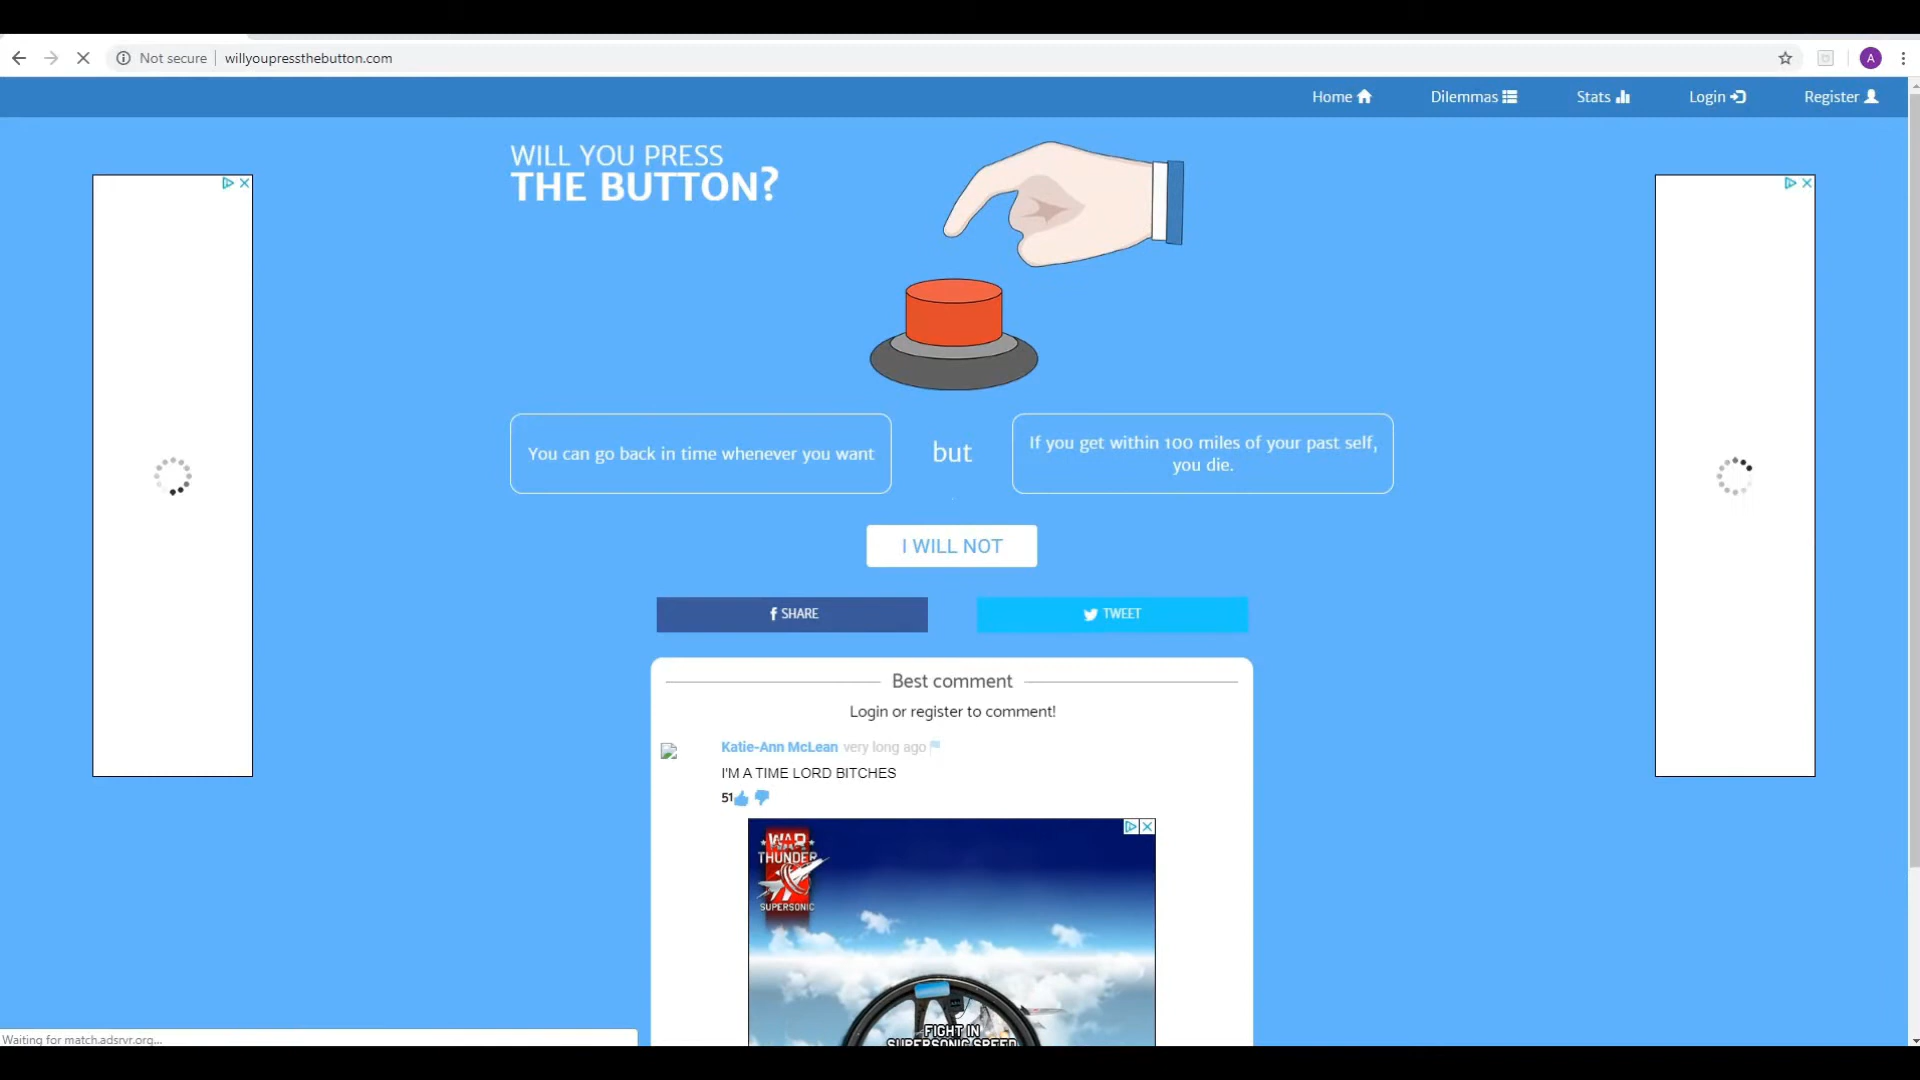 Not secure
willyoupressthebutton.com
A
Home
Dilemmas
Stats
Login
Register
WILL YOU PRESS
THE BUTTON?
You can go back in time whenever you want
but
If you get within 100 miles of your past self,
you die.
I WILL NOT
SHARE
TWEET
Best comment
Login or register to comment!
Katie-Ann McLean very long ago
I'M A TIME LORD BITCHES
51
WAR
THUNDER
SUPERSONIC
FIGHT IN
SUPERSONIC SPEED
Waiting for match.adsrvr.org...